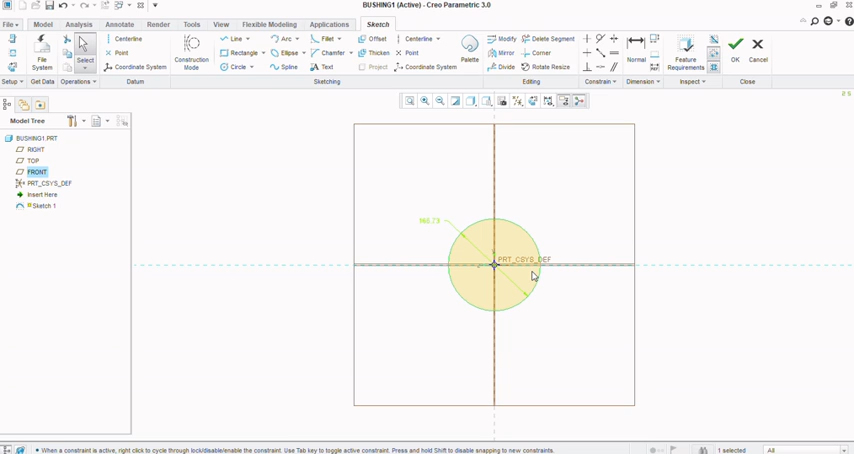 BUSHING1 (Active) - Creo Parametric 3.0
File Model Analysis Annotate Render Tools View Flexible Modeling Applications Sketch
File System
Select
Centerline
Point
Coordinate System
Construction Mode
Line Arc Fillet Offset Centerline
Rectangle Ellipse Chamfer Thicken Point
Circle Spline Text Project Coordinate System
Palette
Modify Delete Segment
Mirror Corner
Divide Rotate Resize
Normal
Feature Requirements
OK Cancel
Setup Get Data Operations Datum Sketching Editing Constrain Dimension Inspect Close
Model Tree
BUSHING1.PRT
RIGHT
TOP
FRONT
PRT_CSYS_DEF
Insert Here
Sketch 1
PRT_CSYS_DEF
When a constraint is active, right click to cycle through lock/disable/enable the constraint. Use Tab key to toggle active constraint. Press and hold Shift to disable snapping to new constraints.
1 selected
All